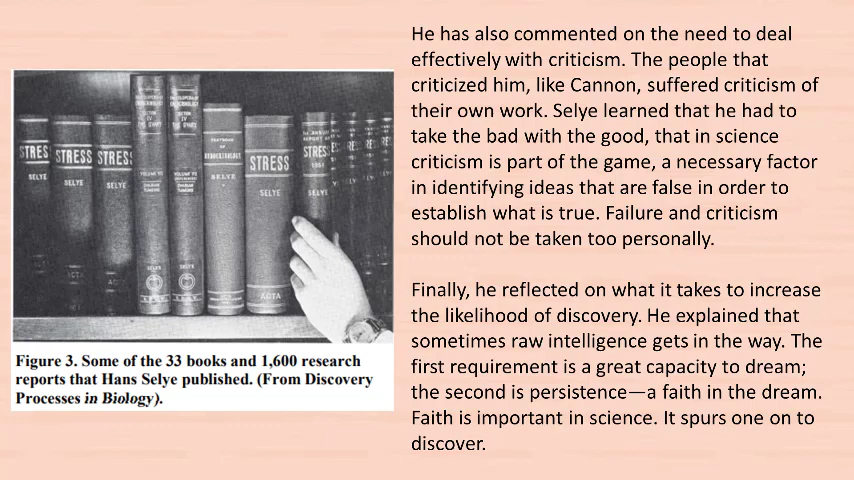 He has also commented on the need to deal
effectively with criticism. The people that
criticized him, like Cannon, suffered criticism of
their own work. Selye learned that he had to
take the bad with the good, that in science
criticism is part of the game, a necessary factor
in identifying ideas that are false in order to
establish what is true. Failure and criticism
should not be taken too personally.
Finally, he reflected on what it takes to increase
the likelihood of discovery. He explained that
sometimes raw intelligence gets in the way. The
first requirement is a great capacity to dream;
the second is persistence—a faith in the dream.
Faith is important in science. It spurs one on to
discover.
STRES
SELYE
STRESS
SELYE
STRESS
SELYE
SELYE
STRESS
SELYE
ACTA
STRESS
SELYE
Figure 3. Some of the 33 books and 1,600 research
reports that Hans Selye published. (From Discovery
Processes in Biology).